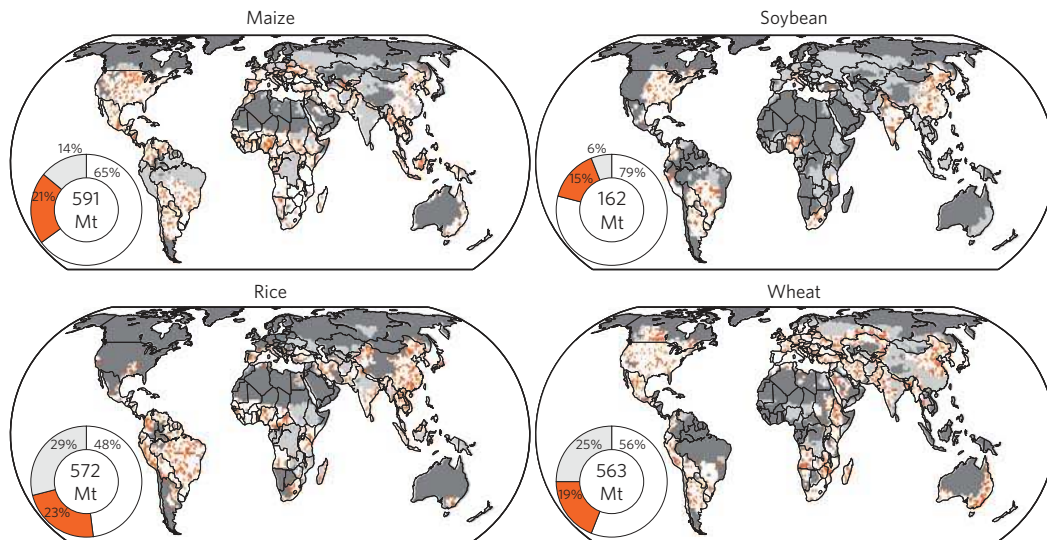 Maize
14%
65%
21%
591
Mt
Soybean
6%
15%
79%
162
Mt
Rice
29%
48%
572
Mt
23%
Wheat
25%
56%
563
Mt
19%